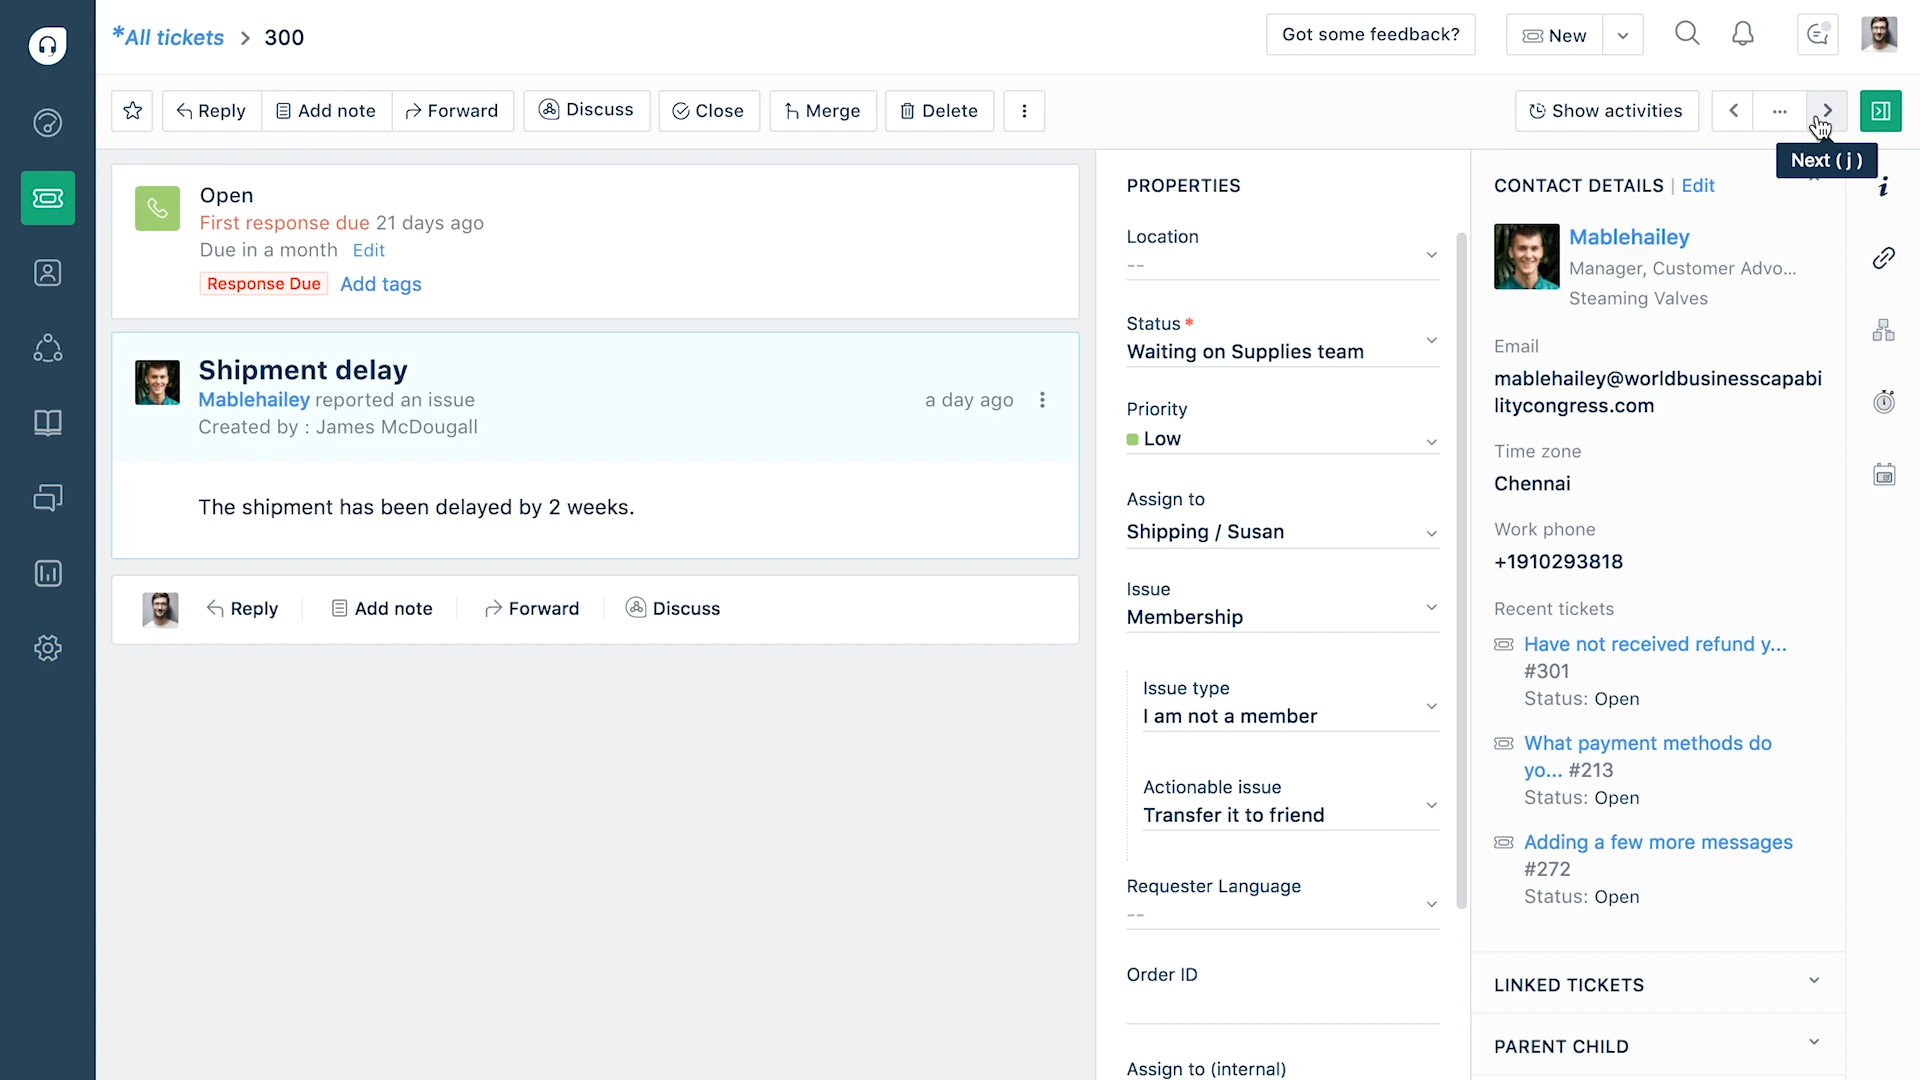 *All tickets > 300
Got some feedback?
New
Reply
Add note
Forward
Discuss
Close
Merge
Delete
Show activities
Next ( j )
Open
First response due 21 days ago
Due in a month Edit
Response Due Add tags
Shipment delay
Mablehailey reported an issue
a day ago
Created by : James McDougall
The shipment has been delayed by 2 weeks.
Reply
Add note
Forward
Discuss
PROPERTIES
Location
--
Status *
Waiting on Supplies team
Priority
Low
Assign to
Shipping / Susan
Issue
Membership
Issue type
I am not a member
Actionable issue
Transfer it to friend
Requester Language
--
Order ID
Assign to (internal)
CONTACT DETAILS | Edit
Mablehailey
Manager, Customer Advo...
Steaming Valves
Email
mablehailey@worldbusinesscapabi
litycongress.com
Time zone
Chennai
Work phone
+1910293818
Recent tickets
Have not received refund y...
#301
Status: Open
What payment methods do
yo... #213
Status: Open
Adding a few more messages
#272
Status: Open
LINKED TICKETS
PARENT CHILD